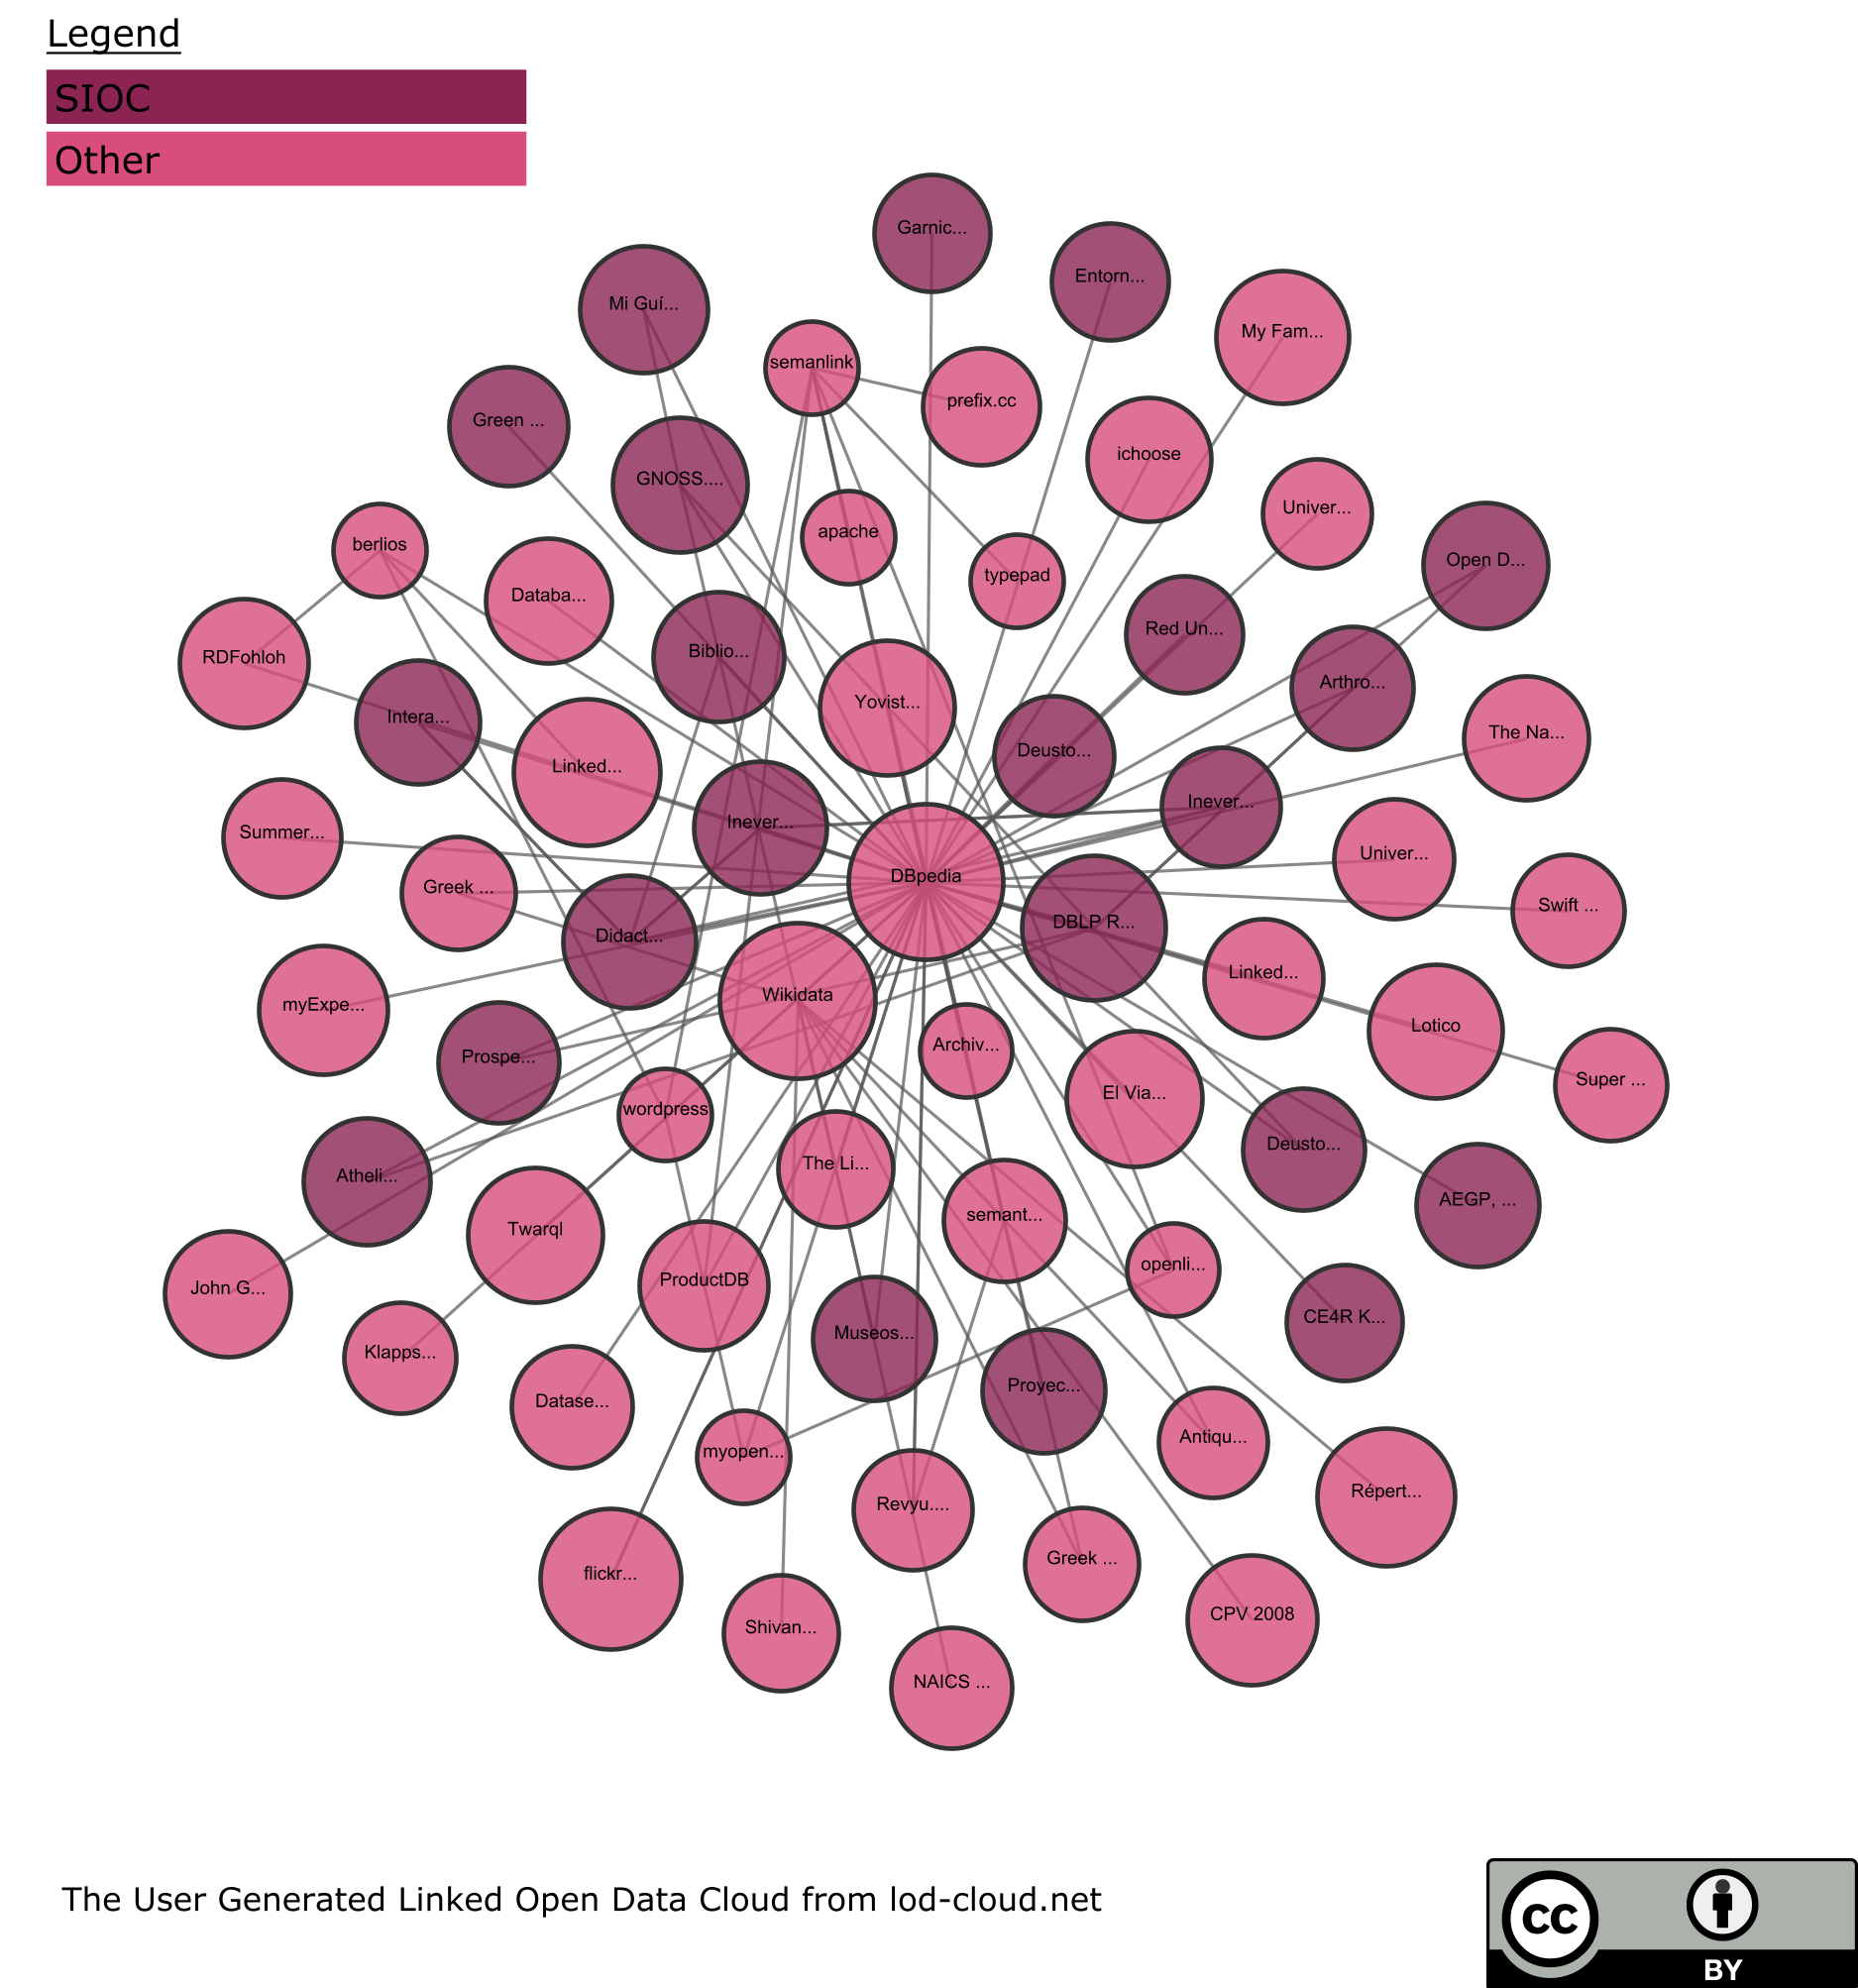 Legend
SIOC
Other
Garnic...
Entorn...
Mi Guí...
My Fam...
semanlink
prefix.cc
Green ...
ichoose
GNOSS....
Univer...
apache
berlios
Open D...
typepad
Databa...
Red Un...
Biblio...
RDFohloh
Arthro...
Yovist...
Intera...
The Na...
Deusto...
Linked...
Inever...
Inever...
Summer...
Univer...
DBpedia
Greek ...
Swift ...
DBLP R...
Didact...
Linked...
Wikidata
myExpe...
Lotico
Archiv...
Prospe...
Super ...
El Via...
wordpress
Deusto...
The Li...
Atheli...
AEGP, ...
semant...
Twarql
openli...
ProductDB
John G...
CE4R K...
Museos...
Klapps...
Proyec...
Datase...
Antiqu...
myopen...
Répert...
Revyu....
Greek ...
flickr...
CPV 2008
Shivan...
NAICS ...
The User Generated Linked Open Data Cloud from lod-cloud.net
cc
BY